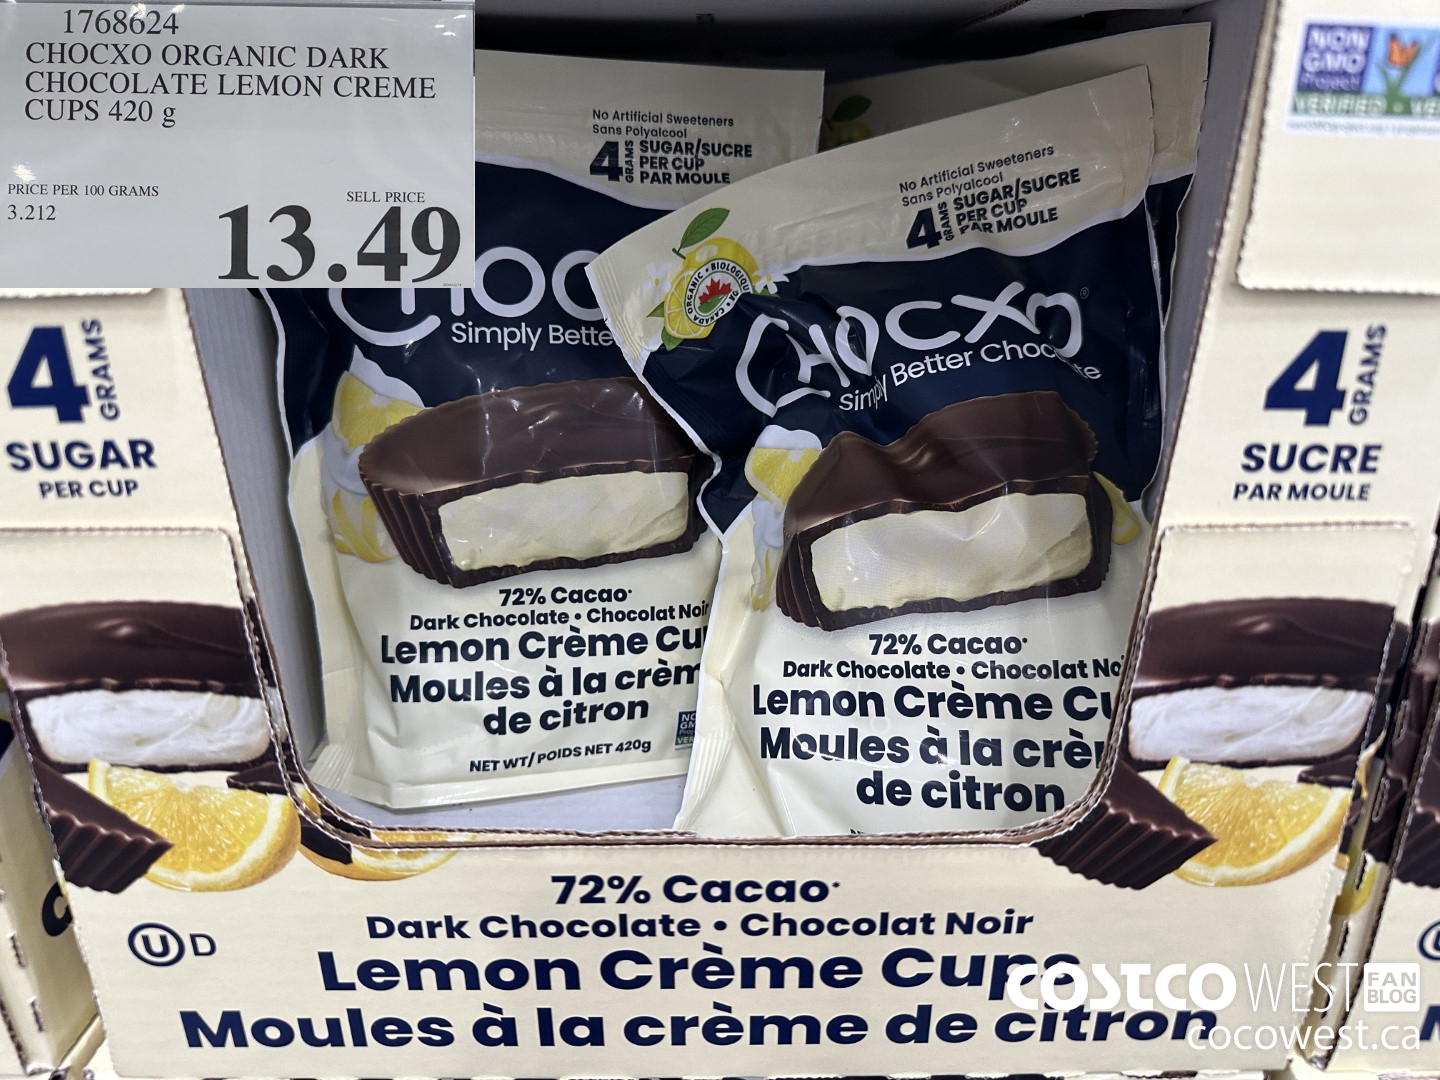 1768624
CHOCXO ORGANIC DARK
CHOCOLATE LEMON CREME
CUPS 420 g
PRICE PER 100 GRAMS
3.212
SELL PRICE
13.49
No Artificial Sweeteners
Sans Polyalcool
4 GRAMS
SUGAR/SUCRE
PER CUP
PAR MOULE
CHOCXO
Simply Bette
72% Cacao*
Dark Chocolate • Chocolat Noir
Lemon Crème Cu
Moules à la crèm
de citron
NET WT/POIDS NET 420g
No Artificial Sweeteners
Sans Polyalcool
4 GRAMS
SUGAR/SUCRE
PER CUP
PAR MOULE
CANADA ORGANIC • BIOLOGIQUE
CHOCXO®
Simply Better Chocolate
72% Cacao*
Dark Chocolate • Chocolat No
Lemon Crème Cu
Moules à la crè
de citron
NON
GMO
Project
VERIFIED
4 GRAMS
SUGAR
PER CUP
4 GRAMS
SUCRE
PAR MOULE
72% Cacao*
Dark Chocolate • Chocolat Noir
U D
Lemon Crème Cups
Moules à la crème de citron
COSTCO WEST FAN BLOG
cocowest.ca